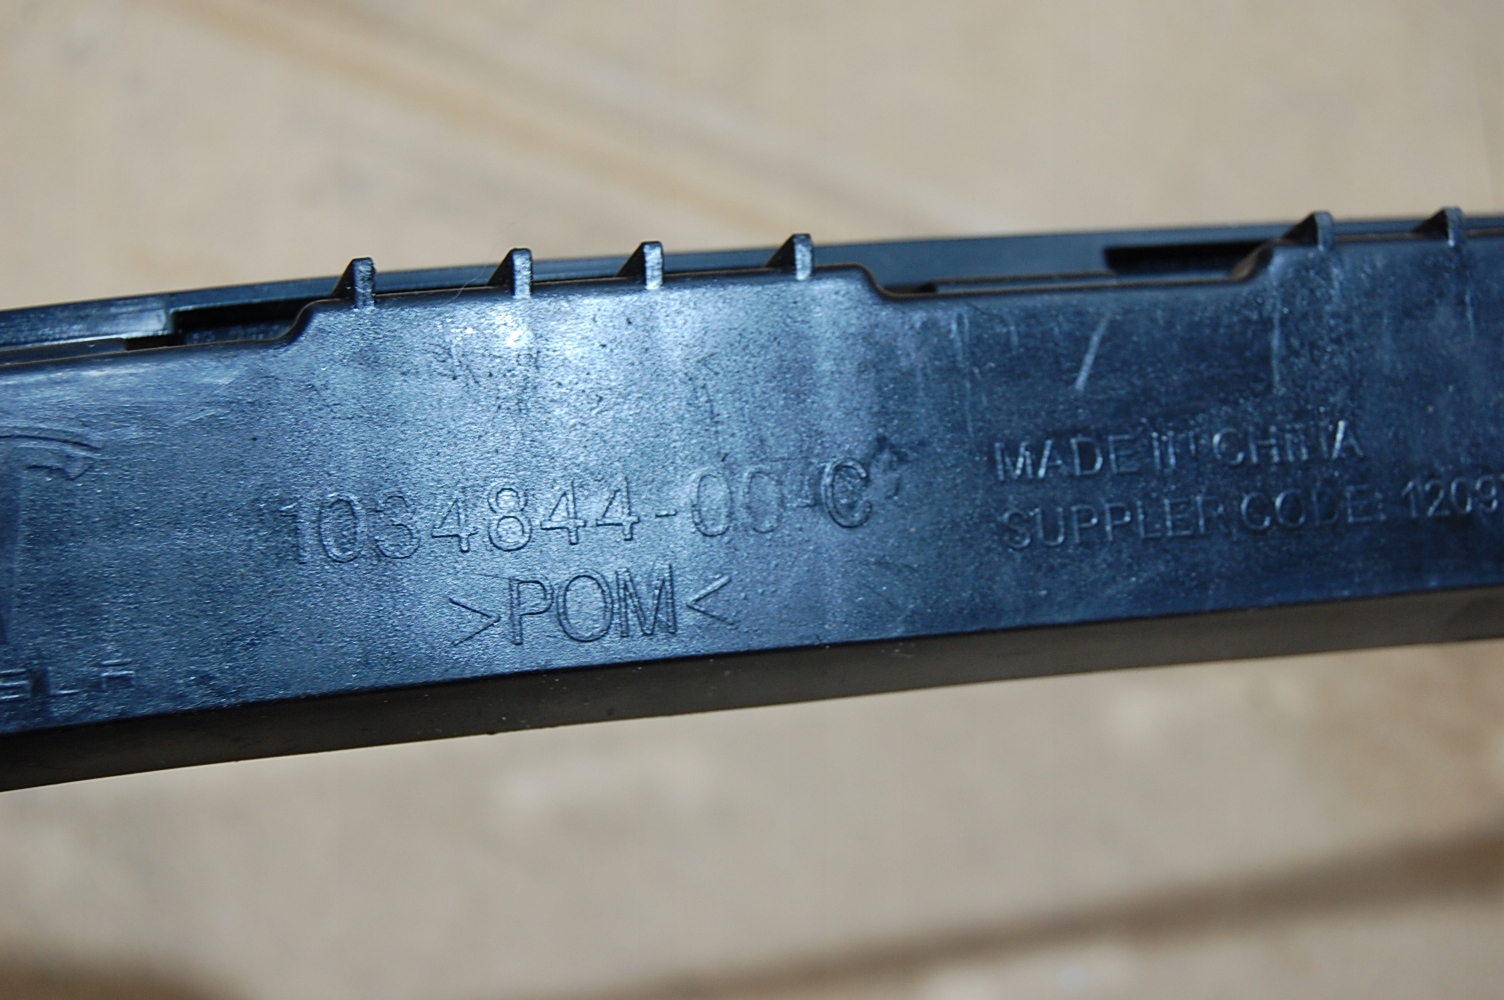 1034844-00-C
>POM<
MADE IN CHINA
SUPPLER CODE: 1209